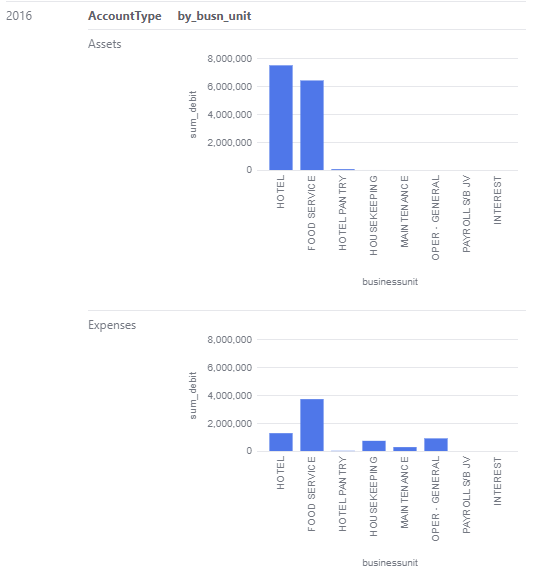 2016
AccountType by_busn_unit
Assets
8,000,000
6,000,000
4,000,000
2,000,000
0
sum_debit
HOTEL
FOOD SERVICE
HOTEL PANTRY
HOUSEKEEPING
MAINTENANCE
OPER - GENERAL
PAYROLL S/B JV
INTEREST
businessunit
Expenses
8,000,000
6,000,000
4,000,000
2,000,000
0
sum_debit
HOTEL
FOOD SERVICE
HOTEL PANTRY
HOUSEKEEPING
MAINTENANCE
OPER - GENERAL
PAYROLL S/B JV
INTEREST
businessunit